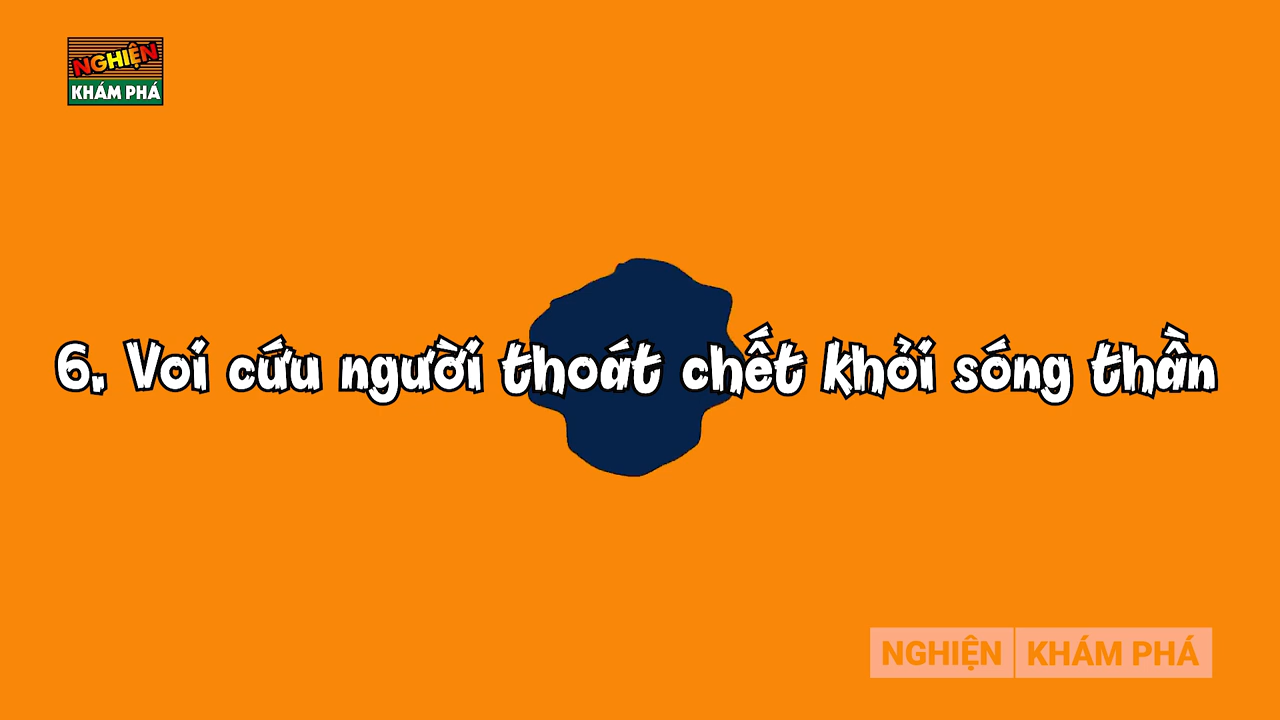 NGHIỆN
KHÁM PHÁ
6. Voi cứu người thoát chết khỏi sóng thần
NGHIỆN KHÁM PHÁ